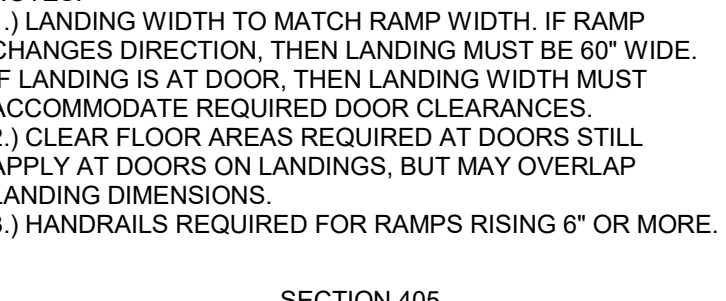 .) LANDING WIDTH TO MATCH RAMP WIDTH. IF RAMP
CHANGES DIRECTION, THEN LANDING MUST BE 60" WIDE.
IF LANDING IS AT DOOR, THEN LANDING WIDTH MUST
ACCOMMODATE REQUIRED DOOR CLEARANCES.
2.) CLEAR FLOOR AREAS REQUIRED AT DOORS STILL
APPLY AT DOORS ON LANDINGS, BUT MAY OVERLAP
LANDING DIMENSIONS.
3.) HANDRAILS REQUIRED FOR RAMPS RISING 6" OR MORE.
SECTION 405